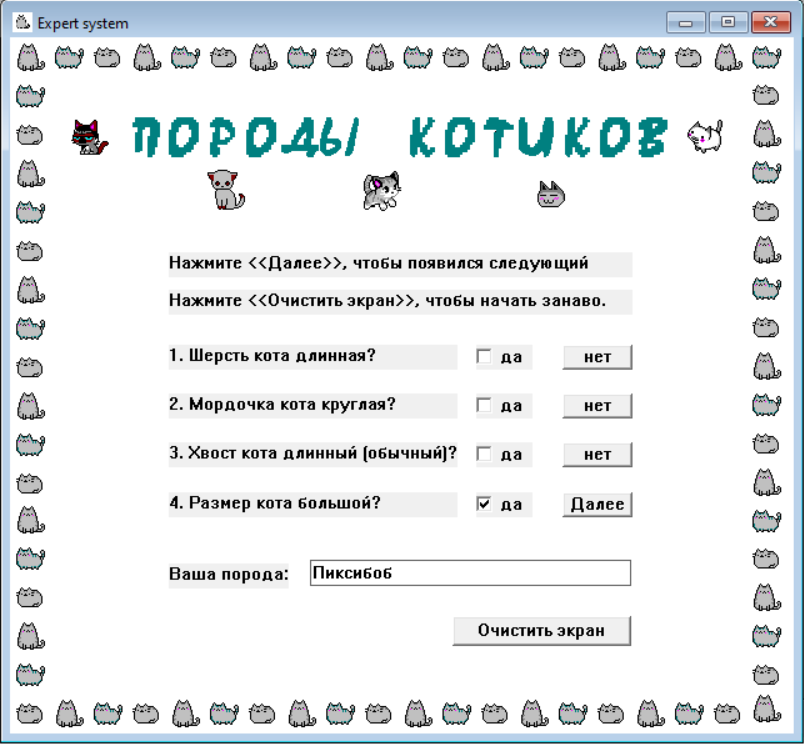 Expert system
ПОРОДЫ КОТИКОВ
Нажмите <<Далее>>, чтобы появился следующий
Нажмите <<Очистить экран>>, чтобы начать занаво.
1. Шерсть кота длинная? да нет
2. Мордочка кота круглая? да нет
3. Хвост кота длинный (обычный)? да нет
4. Размер кота большой? да Далее
Ваша порода: Пиксибоб
Очистить экран